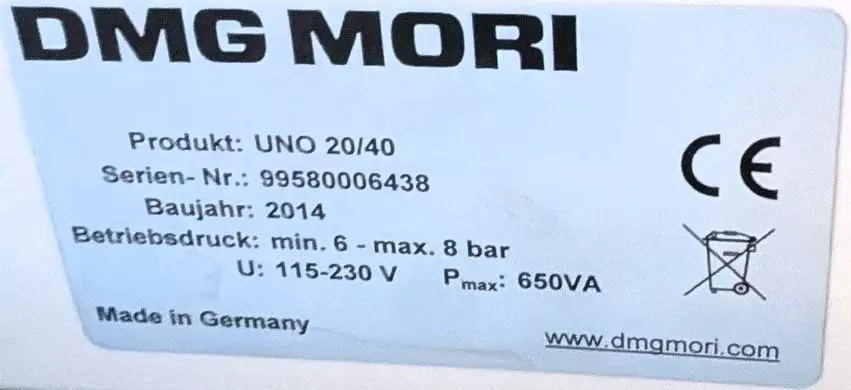 DMG MORI
Produkt: UNO 20/40
Serien- Nr.: 99580006438
Baujahr: 2014
Betriebsdruck: min. 6 - max. 8 bar
U: 115-230 V Pmax: 650VA
Made in Germany
www.dmgmori.com
CE